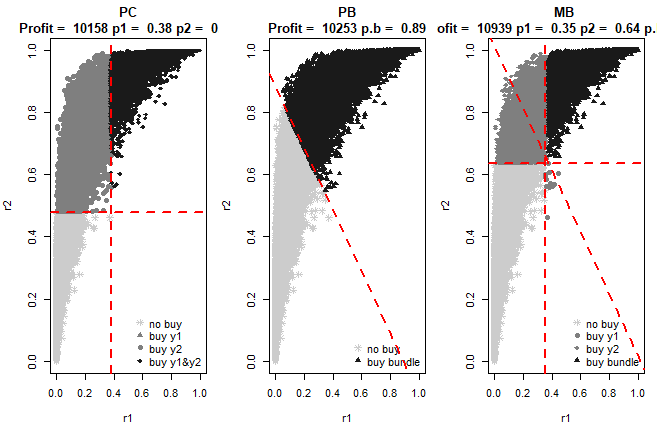 PC
Profit = 10158 p1 = 0.38 p2 = 0
r2
0.0 0.2 0.4 0.6 0.8 1.0
no buy
buy y1
buy y2
buy y1&y2
0.0 0.2 0.4 0.6 0.8 1.0
r1
PB
Profit = 10253 p.b = 0.89
r2
0.0 0.2 0.4 0.6 0.8 1.0
no buy
buy bundle
0.0 0.2 0.4 0.6 0.8 1.0
r1
MB
ofit = 10939 p1 = 0.35 p2 = 0.64 p.
r2
0.0 0.2 0.4 0.6 0.8 1.0
no buy
buy y1
buy y2
buy bundle
0.0 0.2 0.4 0.6 0.8 1.0
r1